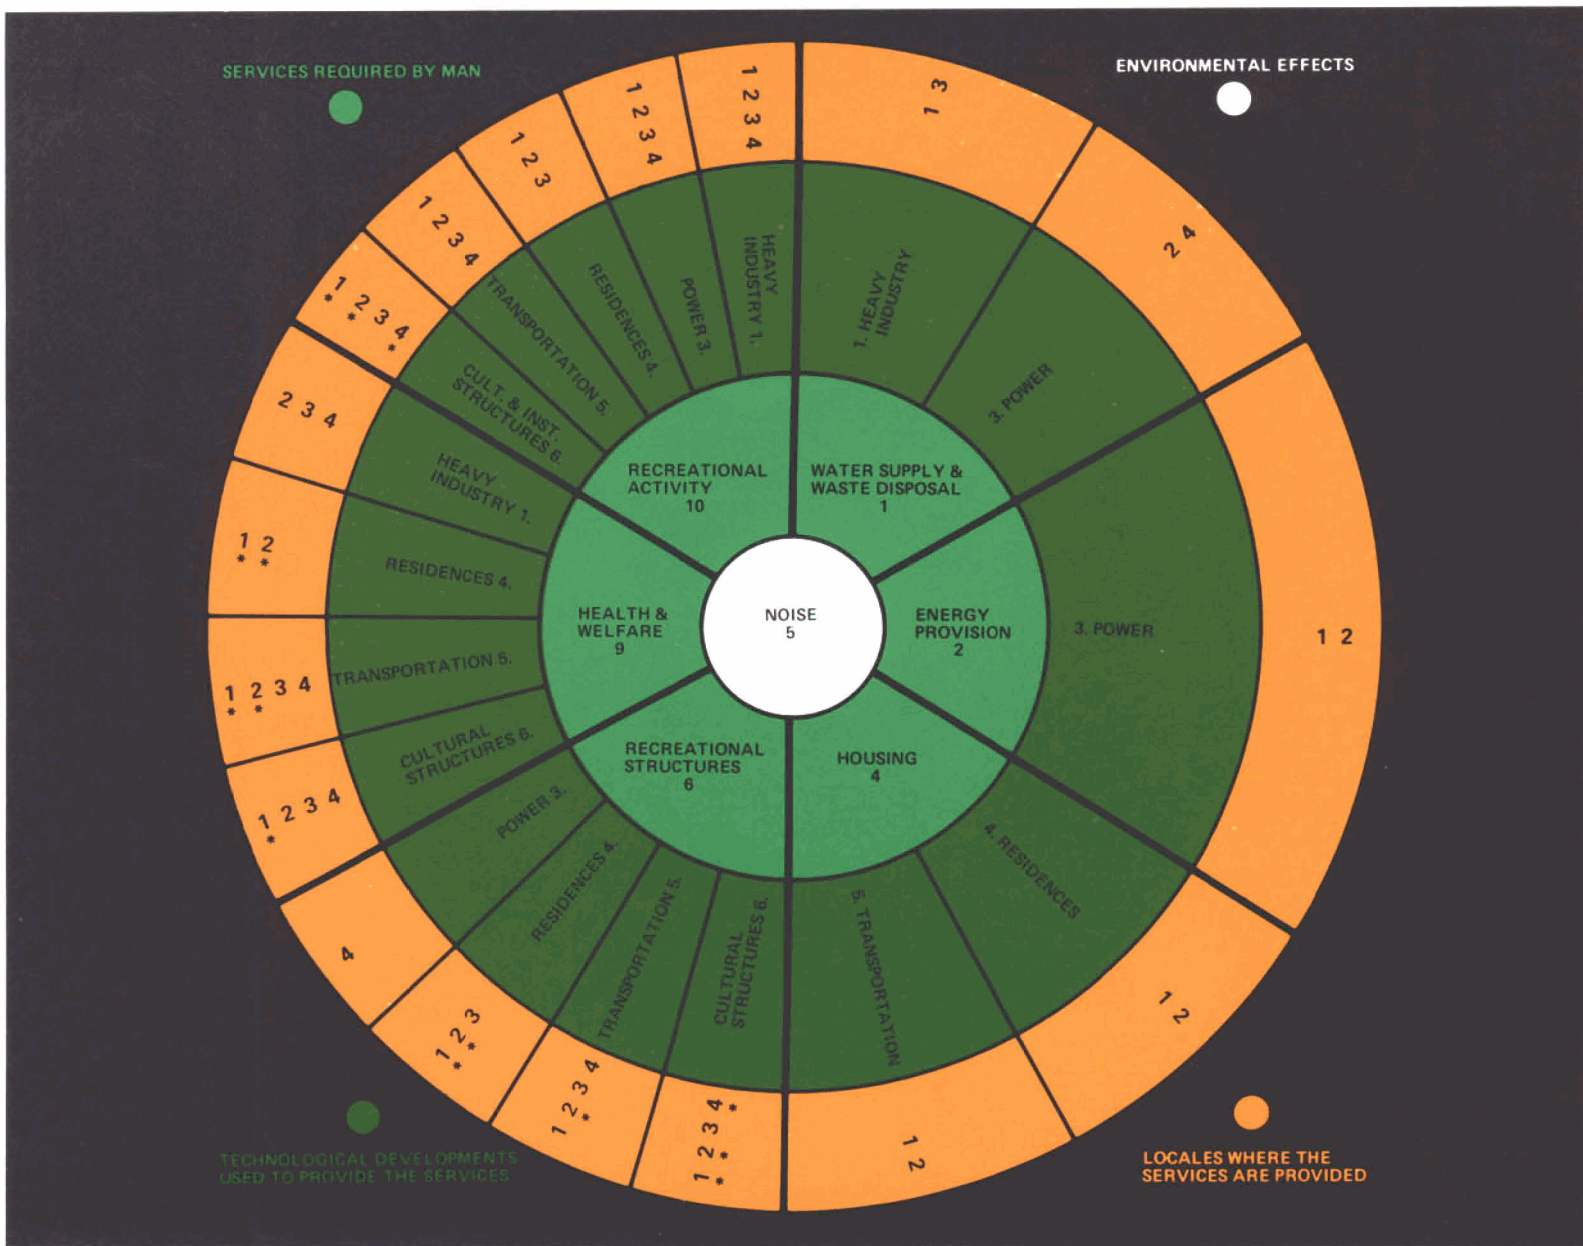 SERVICES REQUIRED BY MAN
ENVIRONMENTAL EFFECTS
NOISE
5
WATER SUPPLY &
WASTE DISPOSAL
1
1. HEAVY
INDUSTRY
1 3
3. POWER
2 4
ENERGY
PROVISION
2
3. POWER
1 2
HOUSING
4
4. RESIDENCES
1 2
5. TRANSPORTATION
1 2
RECREATIONAL
STRUCTURES
6
CULTURAL
STRUCTURES 6.
1 2 3 4
* * *
TRANSPORTATION 5.
1 2 3 4
*
RESIDENCES 4.
1 2 3
* *
POWER 3.
4
HEALTH &
WELFARE
9
CULTURAL
STRUCTURES 6.
1 2 3 4
*
TRANSPORTATION 5.
1 2 3 4
* *
RESIDENCES 4.
1 2
* *
HEAVY
INDUSTRY 1.
2 3 4
RECREATIONAL
ACTIVITY
10
CULT. & INST.
STRUCTURES 6.
1 2 3 4
* * *
TRANSPORTATION 5.
1 2 3 4
RESIDENCES 4.
1 2 3
POWER 3.
1 2 3 4
HEAVY
INDUSTRY 1.
1 2 3 4
TECHNOLOGICAL DEVELOPMENTS
USED TO PROVIDE THE SERVICES
LOCALES WHERE THE
SERVICES ARE PROVIDED